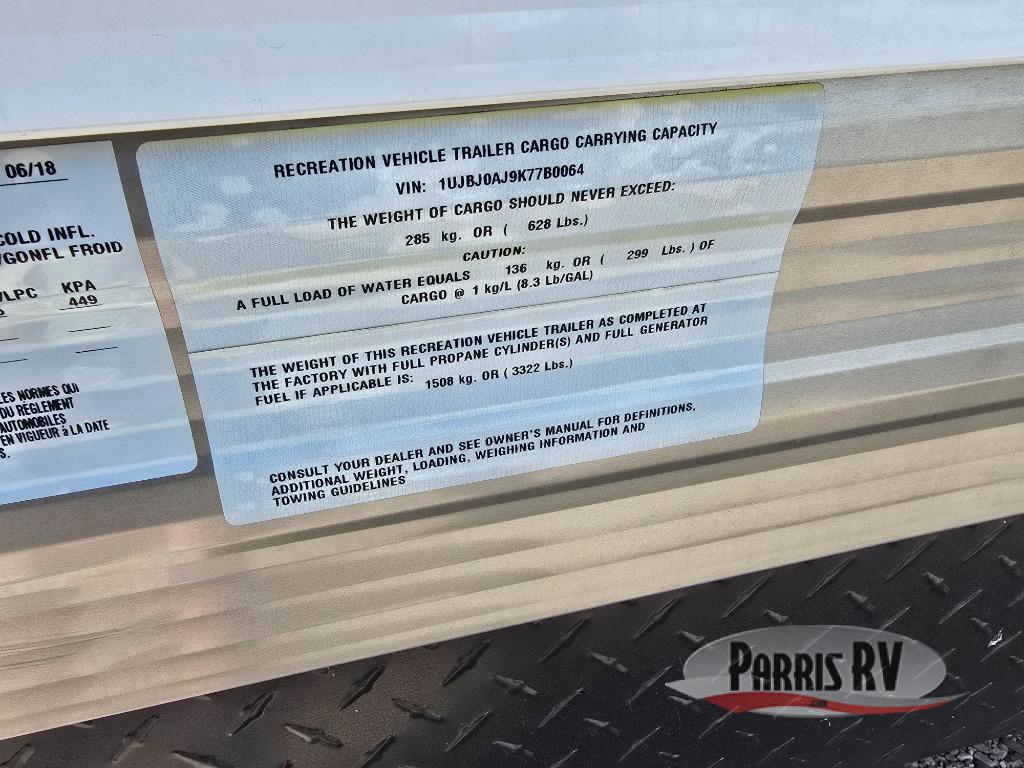 06/18
COLD INFL.
/GONFL FROID
/LPC KPA
449
LES NORMES QUI
DU RÈGLEMENT
AUTOMOBILES
EN VIGUEUR à LA DATE
S.
RECREATION VEHICLE TRAILER CARGO CARRYING CAPACITY
VIN: 1UJBJ0AJ9K77B0064
THE WEIGHT OF CARGO SHOULD NEVER EXCEED:
285 kg. OR ( 628 Lbs.)
CAUTION:
A FULL LOAD OF WATER EQUALS 136 kg. OR ( 299 Lbs. ) OF
CARGO @ 1 kg/L (8.3 Lb/GAL)
THE WEIGHT OF THIS RECREATION VEHICLE TRAILER AS COMPLETED AT
THE FACTORY WITH FULL PROPANE CYLINDER(S) AND FULL GENERATOR
FUEL IF APPLICABLE IS: 1508 kg. OR ( 3322 Lbs.)
CONSULT YOUR DEALER AND SEE OWNER'S MANUAL FOR DEFINITIONS,
ADDITIONAL WEIGHT, LOADING, WEIGHING INFORMATION AND
TOWING GUIDELINES
PARRIS RV